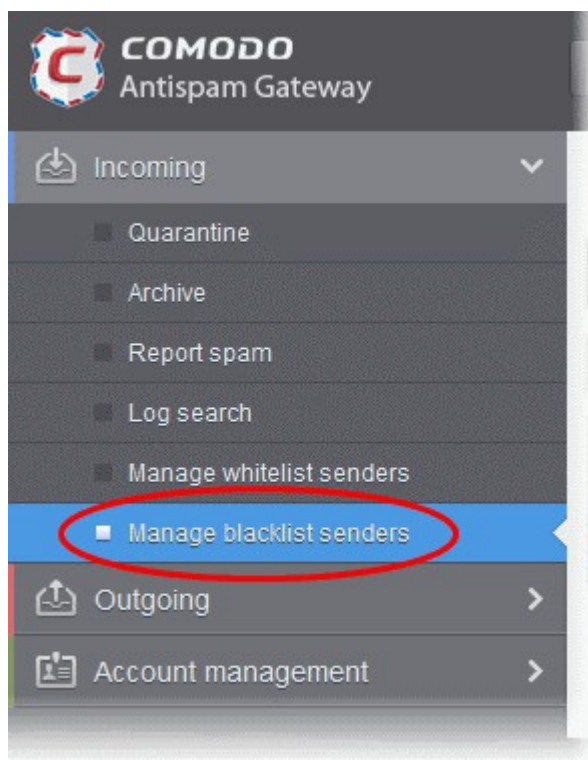 C
COMODO
Antispam Gateway
Incoming
Quarantine
Archive
Report spam
Log search
Manage whitelist senders
Manage blacklist senders
Outgoing
Account management